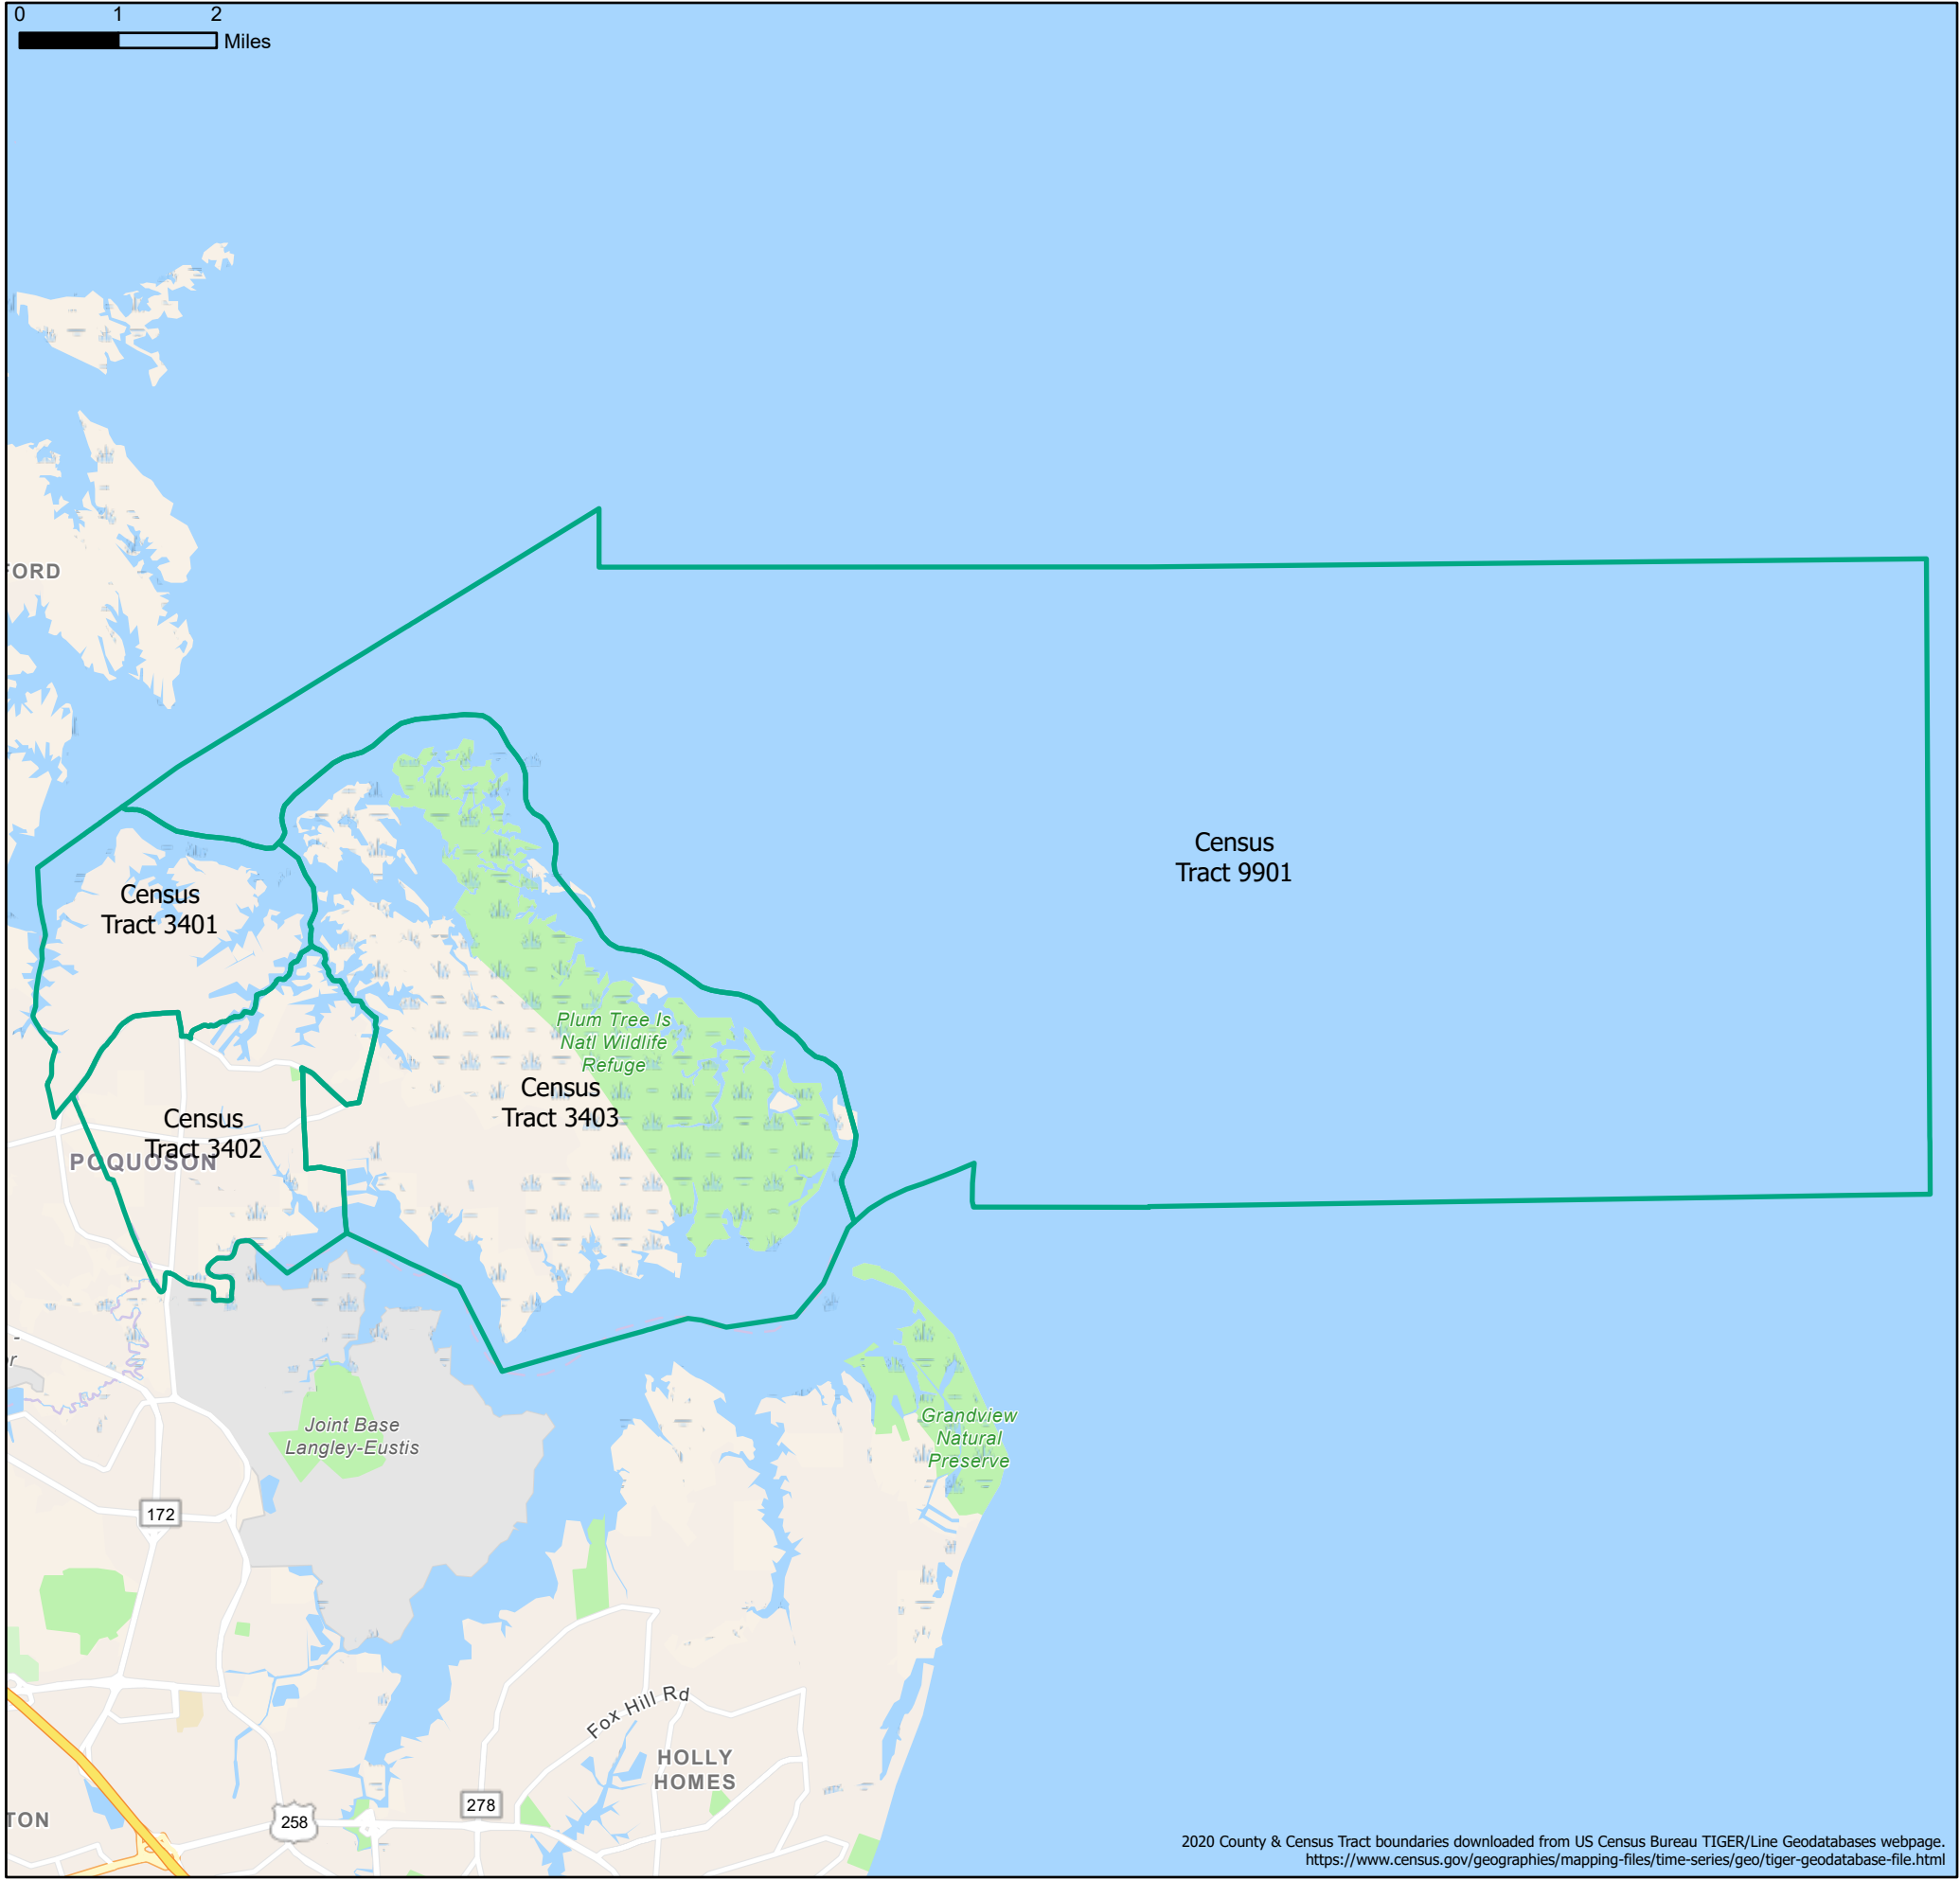 0 1 2
Miles
FORD
Census
Tract 9901
Census
Tract 3401
Plum Tree Is
Natl Wildlife
Refuge
Census
Tract 3403
Census
Tract 3402
POQUOSON
r
Joint Base
Langley-Eustis
Grandview
Natural
Preserve
172
Fox Hill Rd
HOLLY
HOMES
278
258
TON
2020 County & Census Tract boundaries downloaded from US Census Bureau TIGER/Line Geodatabases webpage.
https://www.census.gov/geographies/mapping-files/time-series/geo/tiger-geodatabase-file.html